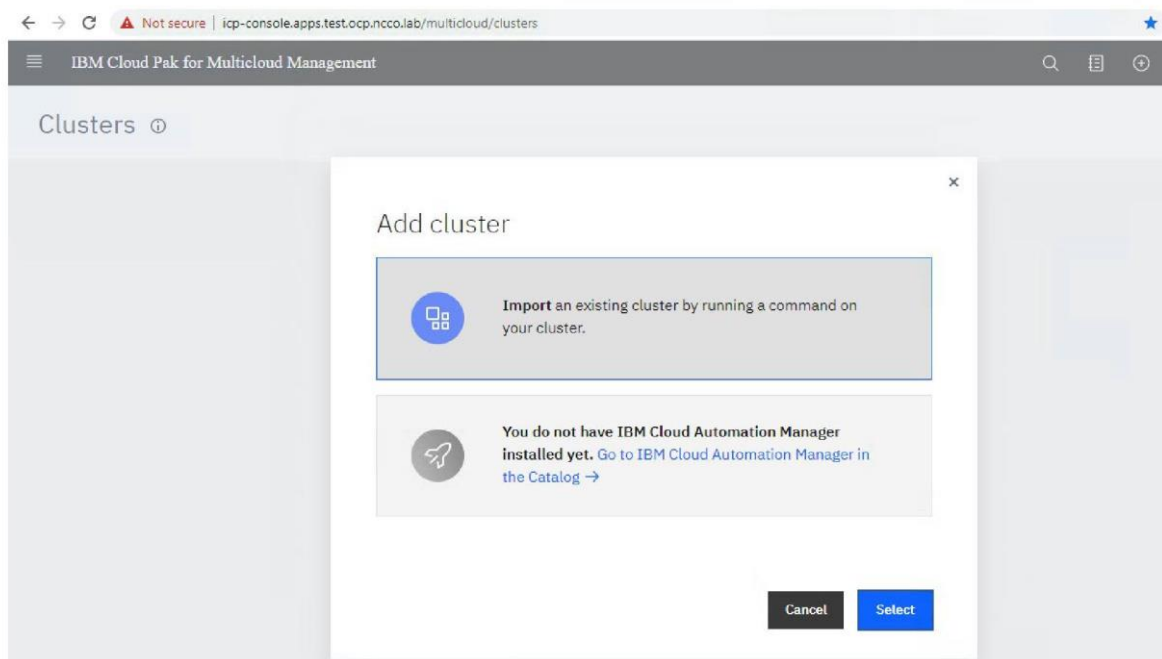 Not secure | icp-console.apps.test.ocp.ncco.lab/multicloud/clusters
IBM Cloud Pak for Multicloud Management
Clusters
Add cluster
Import an existing cluster by running a command on
your cluster.
You do not have IBM Cloud Automation Manager
installed yet. Go to IBM Cloud Automation Manager in
the Catalog →
Cancel Select